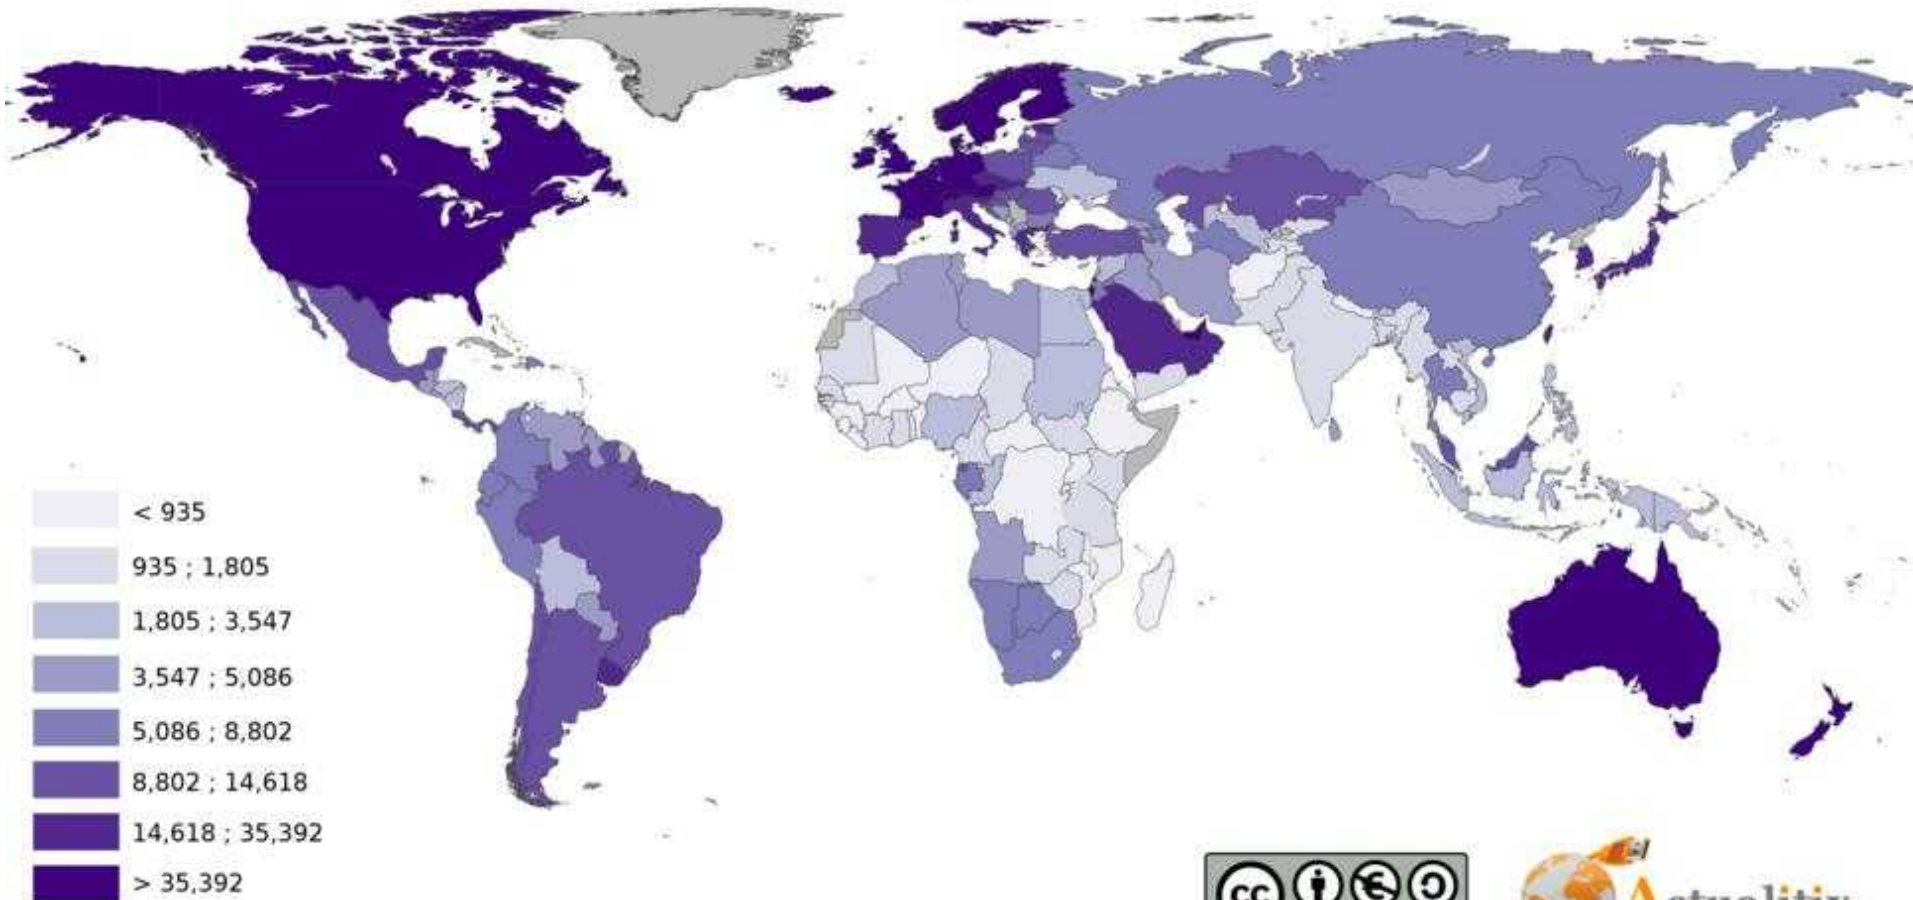 < 935
935 ; 1,805
1,805 ; 3,547
3,547 ; 5,086
5,086 ; 8,802
8,802 ; 14,618
14,618 ; 35,392
> 35,392
cc